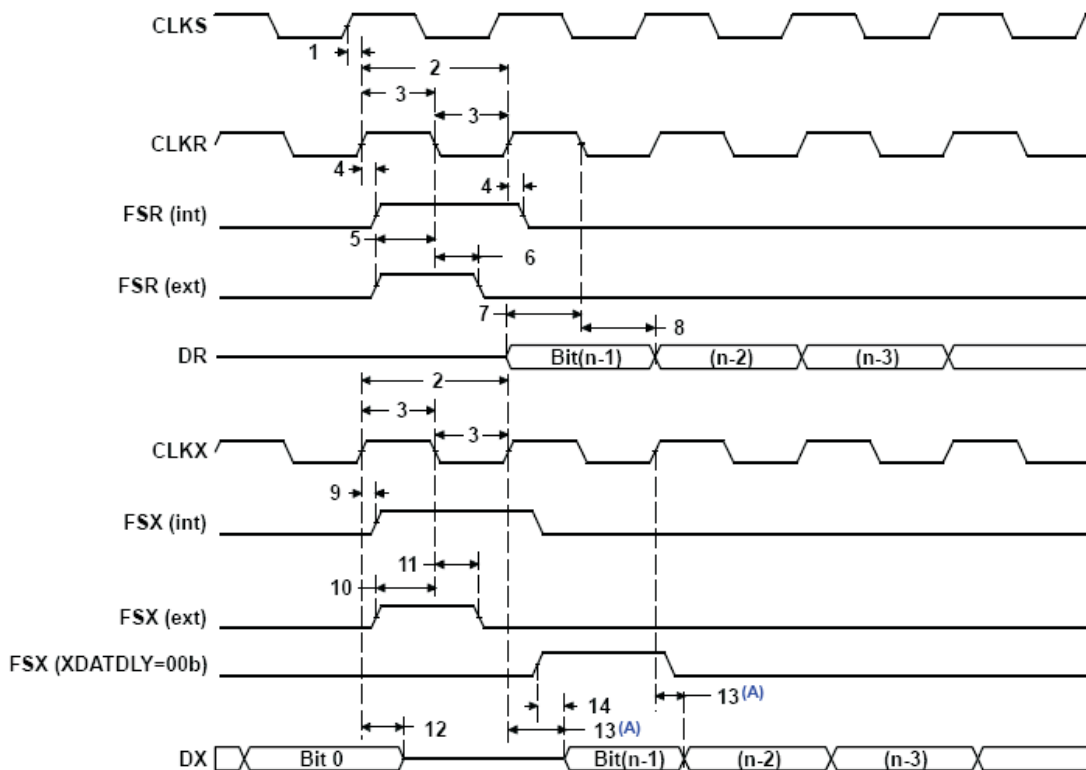 CLKS
1
2
3
3
CLKR
4
4
FSR (int)
5
6
FSR (ext)
7
8
DR Bit(n-1) (n-2) (n-3)
2
3
3
CLKX
9
FSX (int)
11
10
FSX (ext)
FSX (XDATDLY=00b)
14 13(A)
12 13(A)
DX Bit 0 Bit(n-1) (n-2) (n-3)